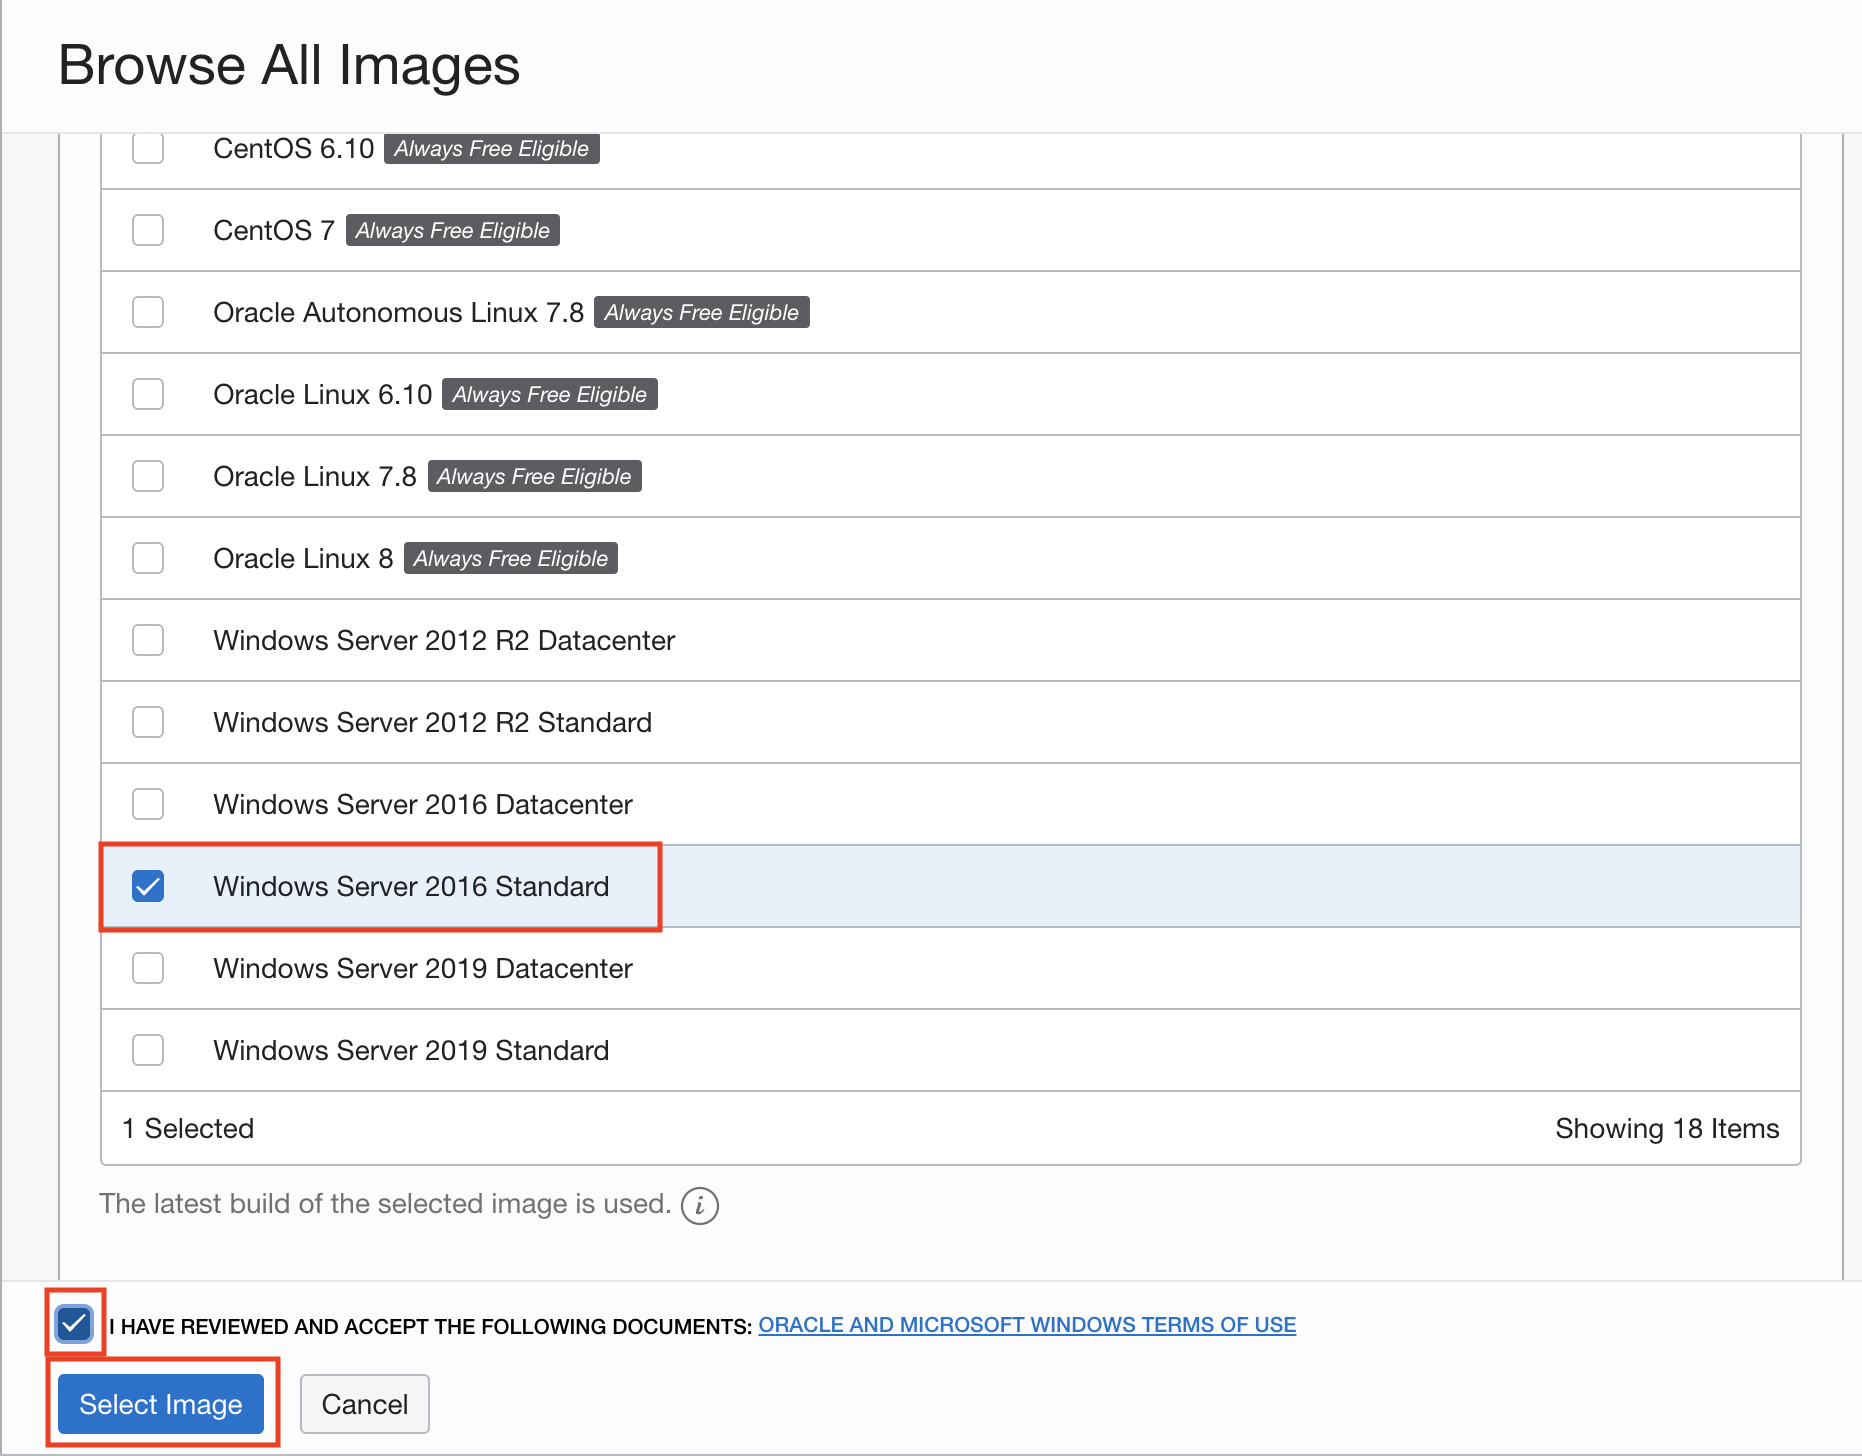 Browse All Images
CentOS 6.10 Always Free Eligible
CentOS 7 Always Free Eligible
Oracle Autonomous Linux 7.8 Always Free Eligible
Oracle Linux 6.10 Always Free Eligible
Oracle Linux 7.8 Always Free Eligible
Oracle Linux 8 Always Free Eligible
Windows Server 2012 R2 Datacenter
Windows Server 2012 R2 Standard
Windows Server 2016 Datacenter
Windows Server 2016 Standard
Windows Server 2019 Datacenter
Windows Server 2019 Standard
1 Selected Showing 18 Items
The latest build of the selected image is used. i
I HAVE REVIEWED AND ACCEPT THE FOLLOWING DOCUMENTS: ORACLE AND MICROSOFT WINDOWS TERMS OF USE
Select Image Cancel